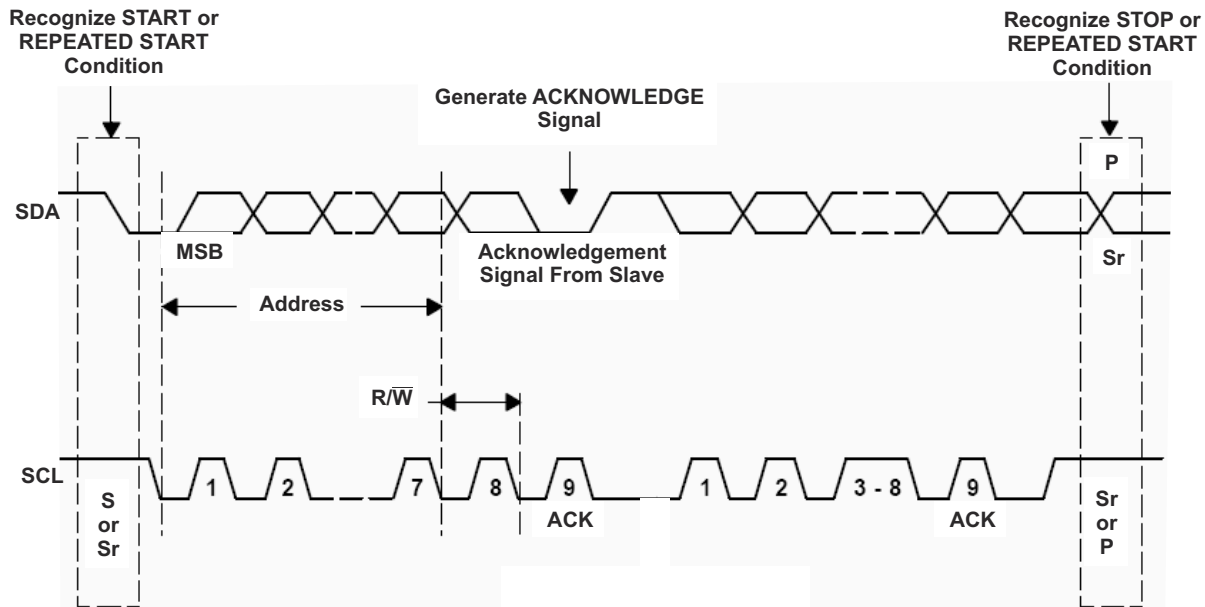 Recognize START or
REPEATED START
Condition
Recognize STOP or
REPEATED START
Condition
Generate ACKNOWLEDGE
Signal
P
SDA
MSB
Acknowledgement
Signal From Slave
Sr
Address
R/W̅
SCL
1
2
7
8
9
1
2
3 - 8
9
S
or
Sr
ACK
ACK
Sr
or
P